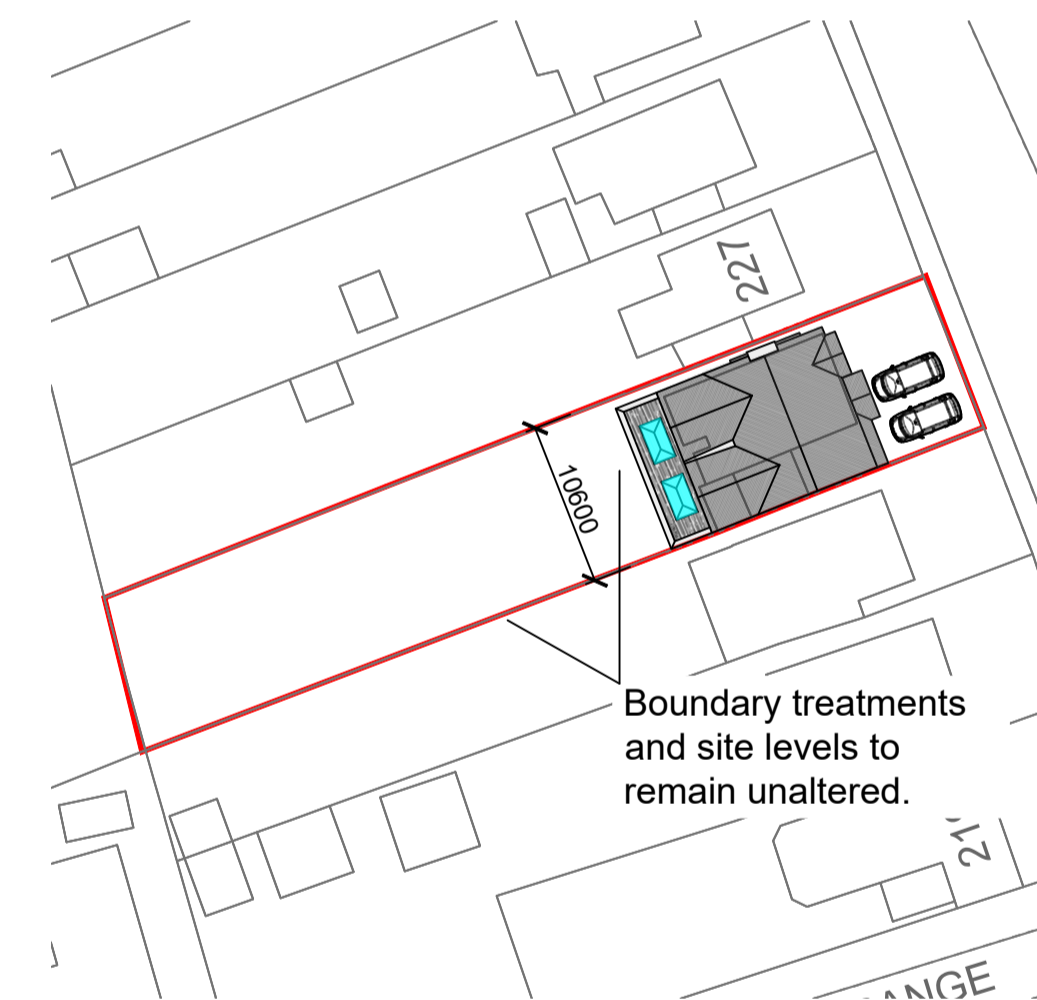 227
10600
Boundary treatments
and site levels to
remain unaltered.